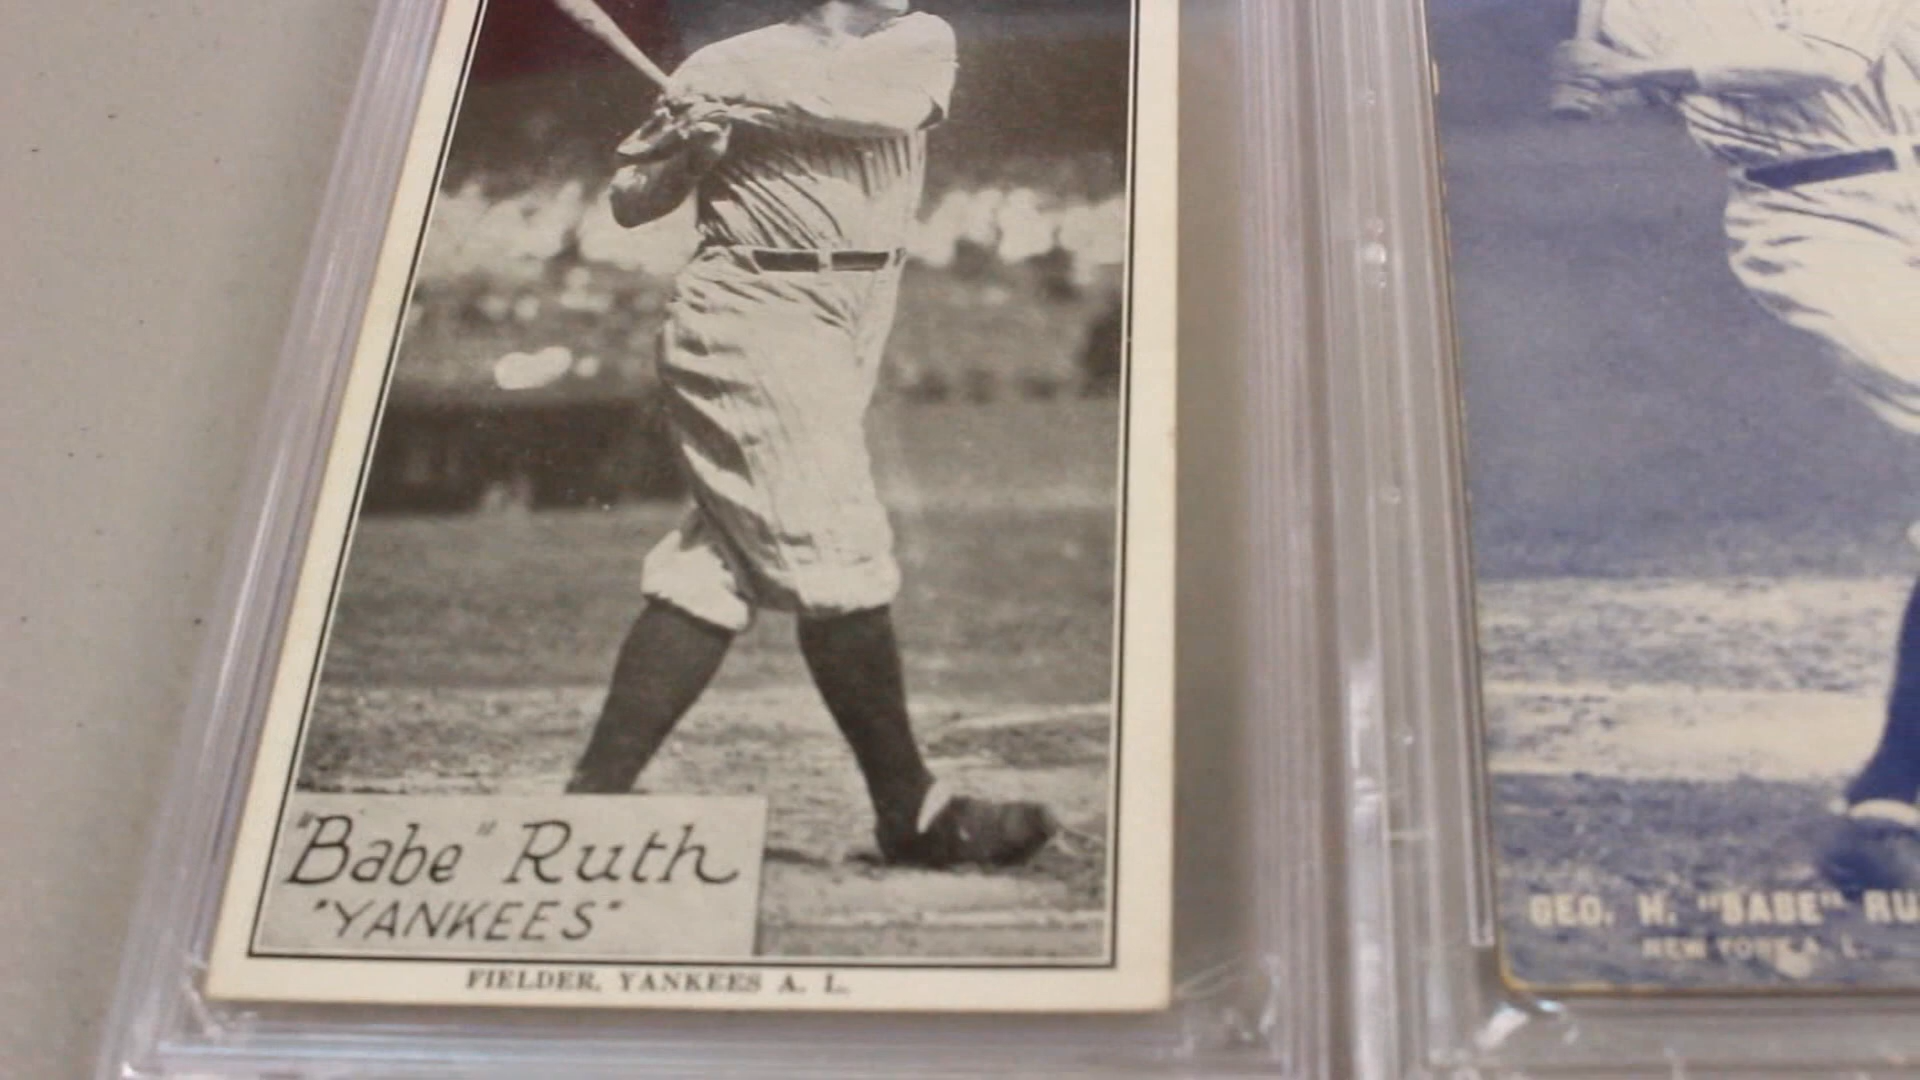 "Babe" Ruth
"YANKEES"
FIELDER, YANKEES A. L.
GEO. H. "BABE" RU
NEW YORK A. L.